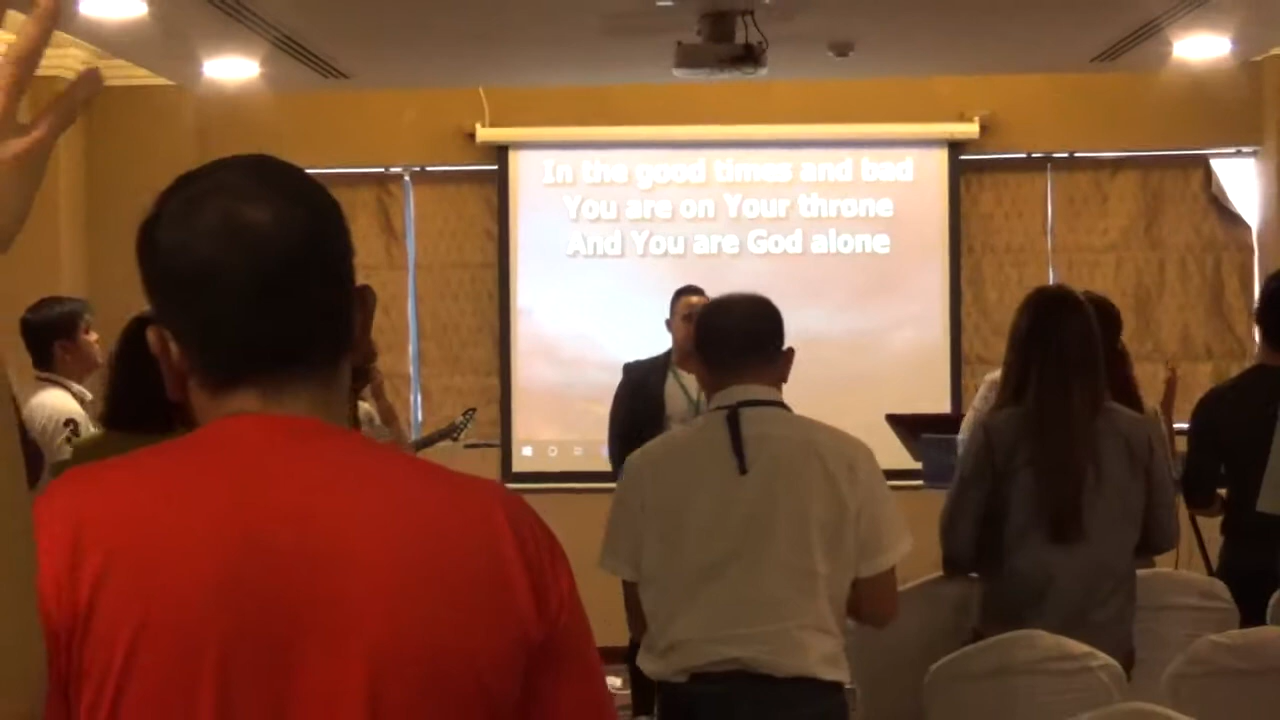 In the good times and bad
You are on Your throne
And You are God alone